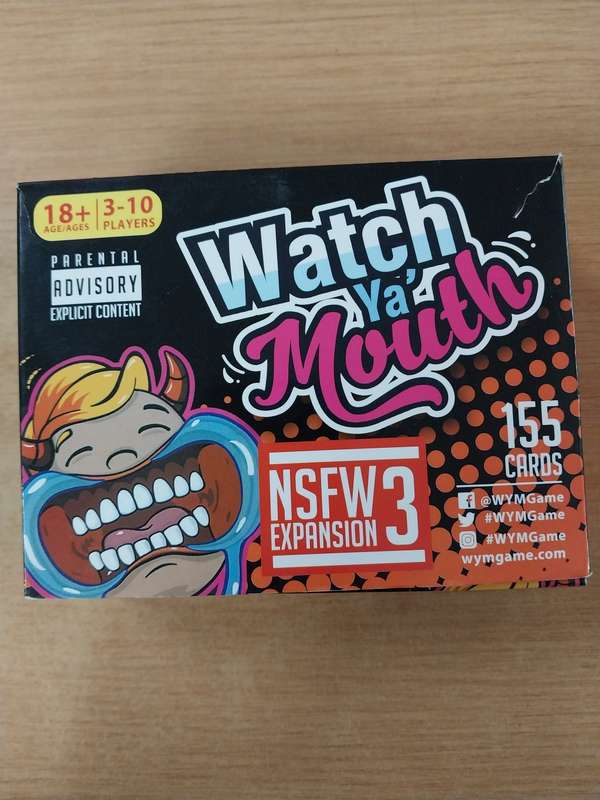 18+ 3-10
AGE/AGES PLAYERS
PARENTAL
ADVISORY
EXPLICIT CONTENT
Watch
Ya'
Mouth
155
CARDS
NSFW
EXPANSION 3
@WYMGame
#WYMGame
#WYMGame
wymgame.com